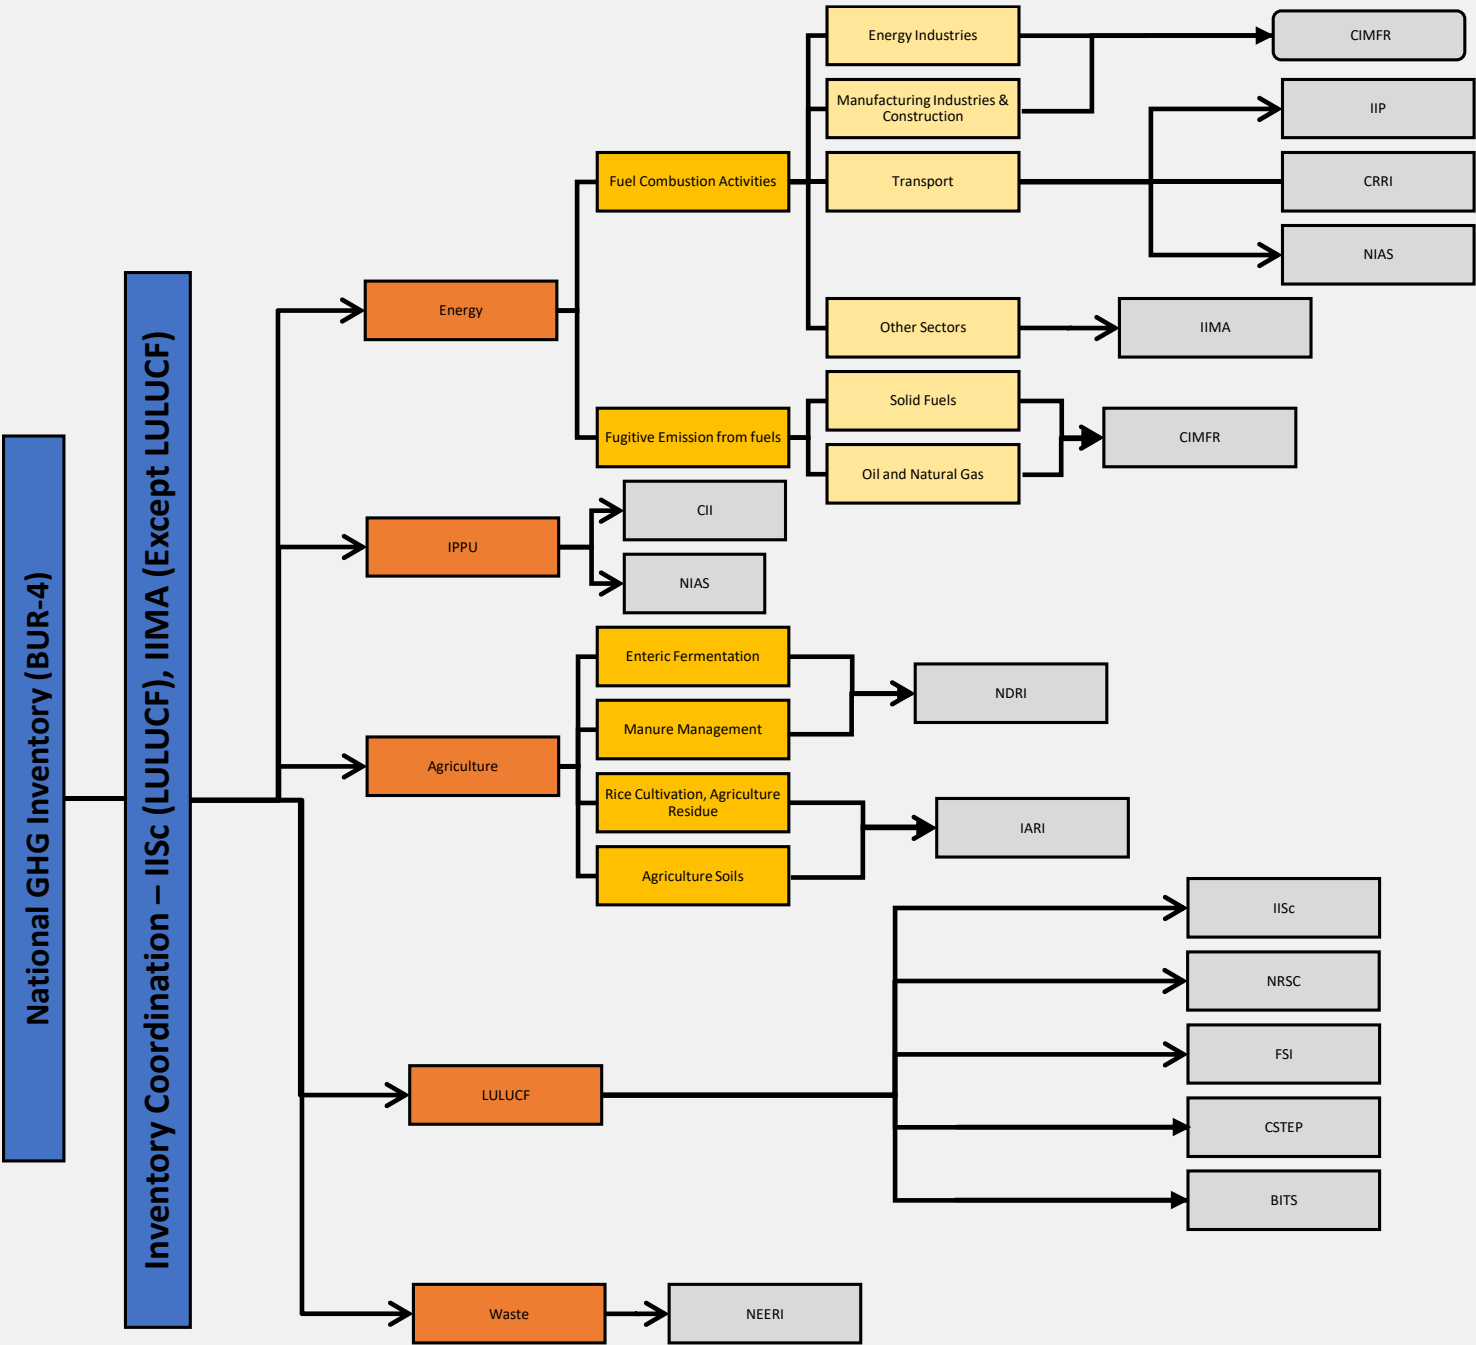 National GHG Inventory (BUR-4)
Inventory Coordination – IISc (LULUCF), IIMA (Except LULUCF)
Energy
Fuel Combustion Activities
Energy Industries
CIMFR
Manufacturing Industries &
Construction
Transport
IIP
CRRI
NIAS
Other Sectors
IIMA
Fugitive Emission from fuels
Solid Fuels
Oil and Natural Gas
CIMFR
IPPU
CII
NIAS
Agriculture
Enteric Fermentation
Manure Management
NDRI
Rice Cultivation, Agriculture
Residue
Agriculture Soils
IARI
LULUCF
IISc
NRSC
FSI
CSTEP
BITS
Waste
NEERI